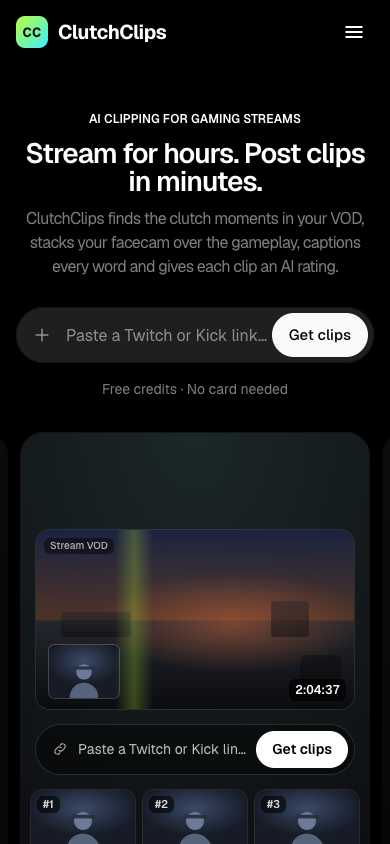 CC ClutchClips
AI CLIPPING FOR GAMING STREAMS
Stream for hours. Post clips
in minutes.
ClutchClips finds the clutch moments in your VOD,
stacks your facecam over the gameplay, captions
every word and gives each clip an AI rating.
Paste a Twitch or Kick link... Get clips
Free credits · No card needed
Stream VOD
2:04:37
Paste a Twitch or Kick lin... Get clips
#1 #2 #3